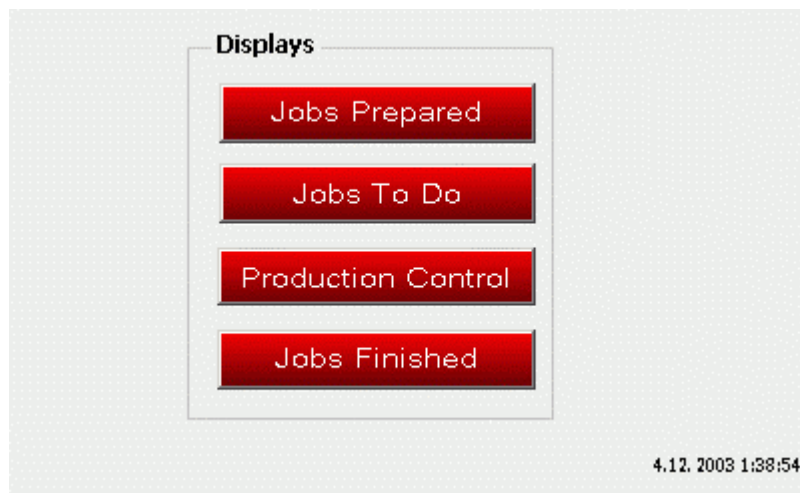 Displays
Jobs Prepared
Jobs To Do
Production Control
Jobs Finished
4.12. 2003 1:38:54